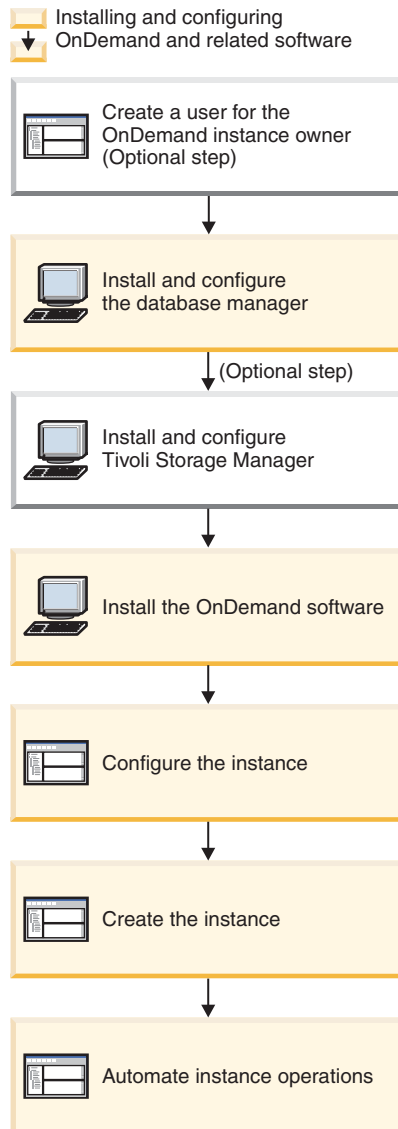 Installing and configuring
OnDemand and related software
Create a user for the
OnDemand instance owner
(Optional step)
Install and configure
the database manager
(Optional step)
Install and configure
Tivoli Storage Manager
Install the OnDemand software
Configure the instance
Create the instance
Automate instance operations